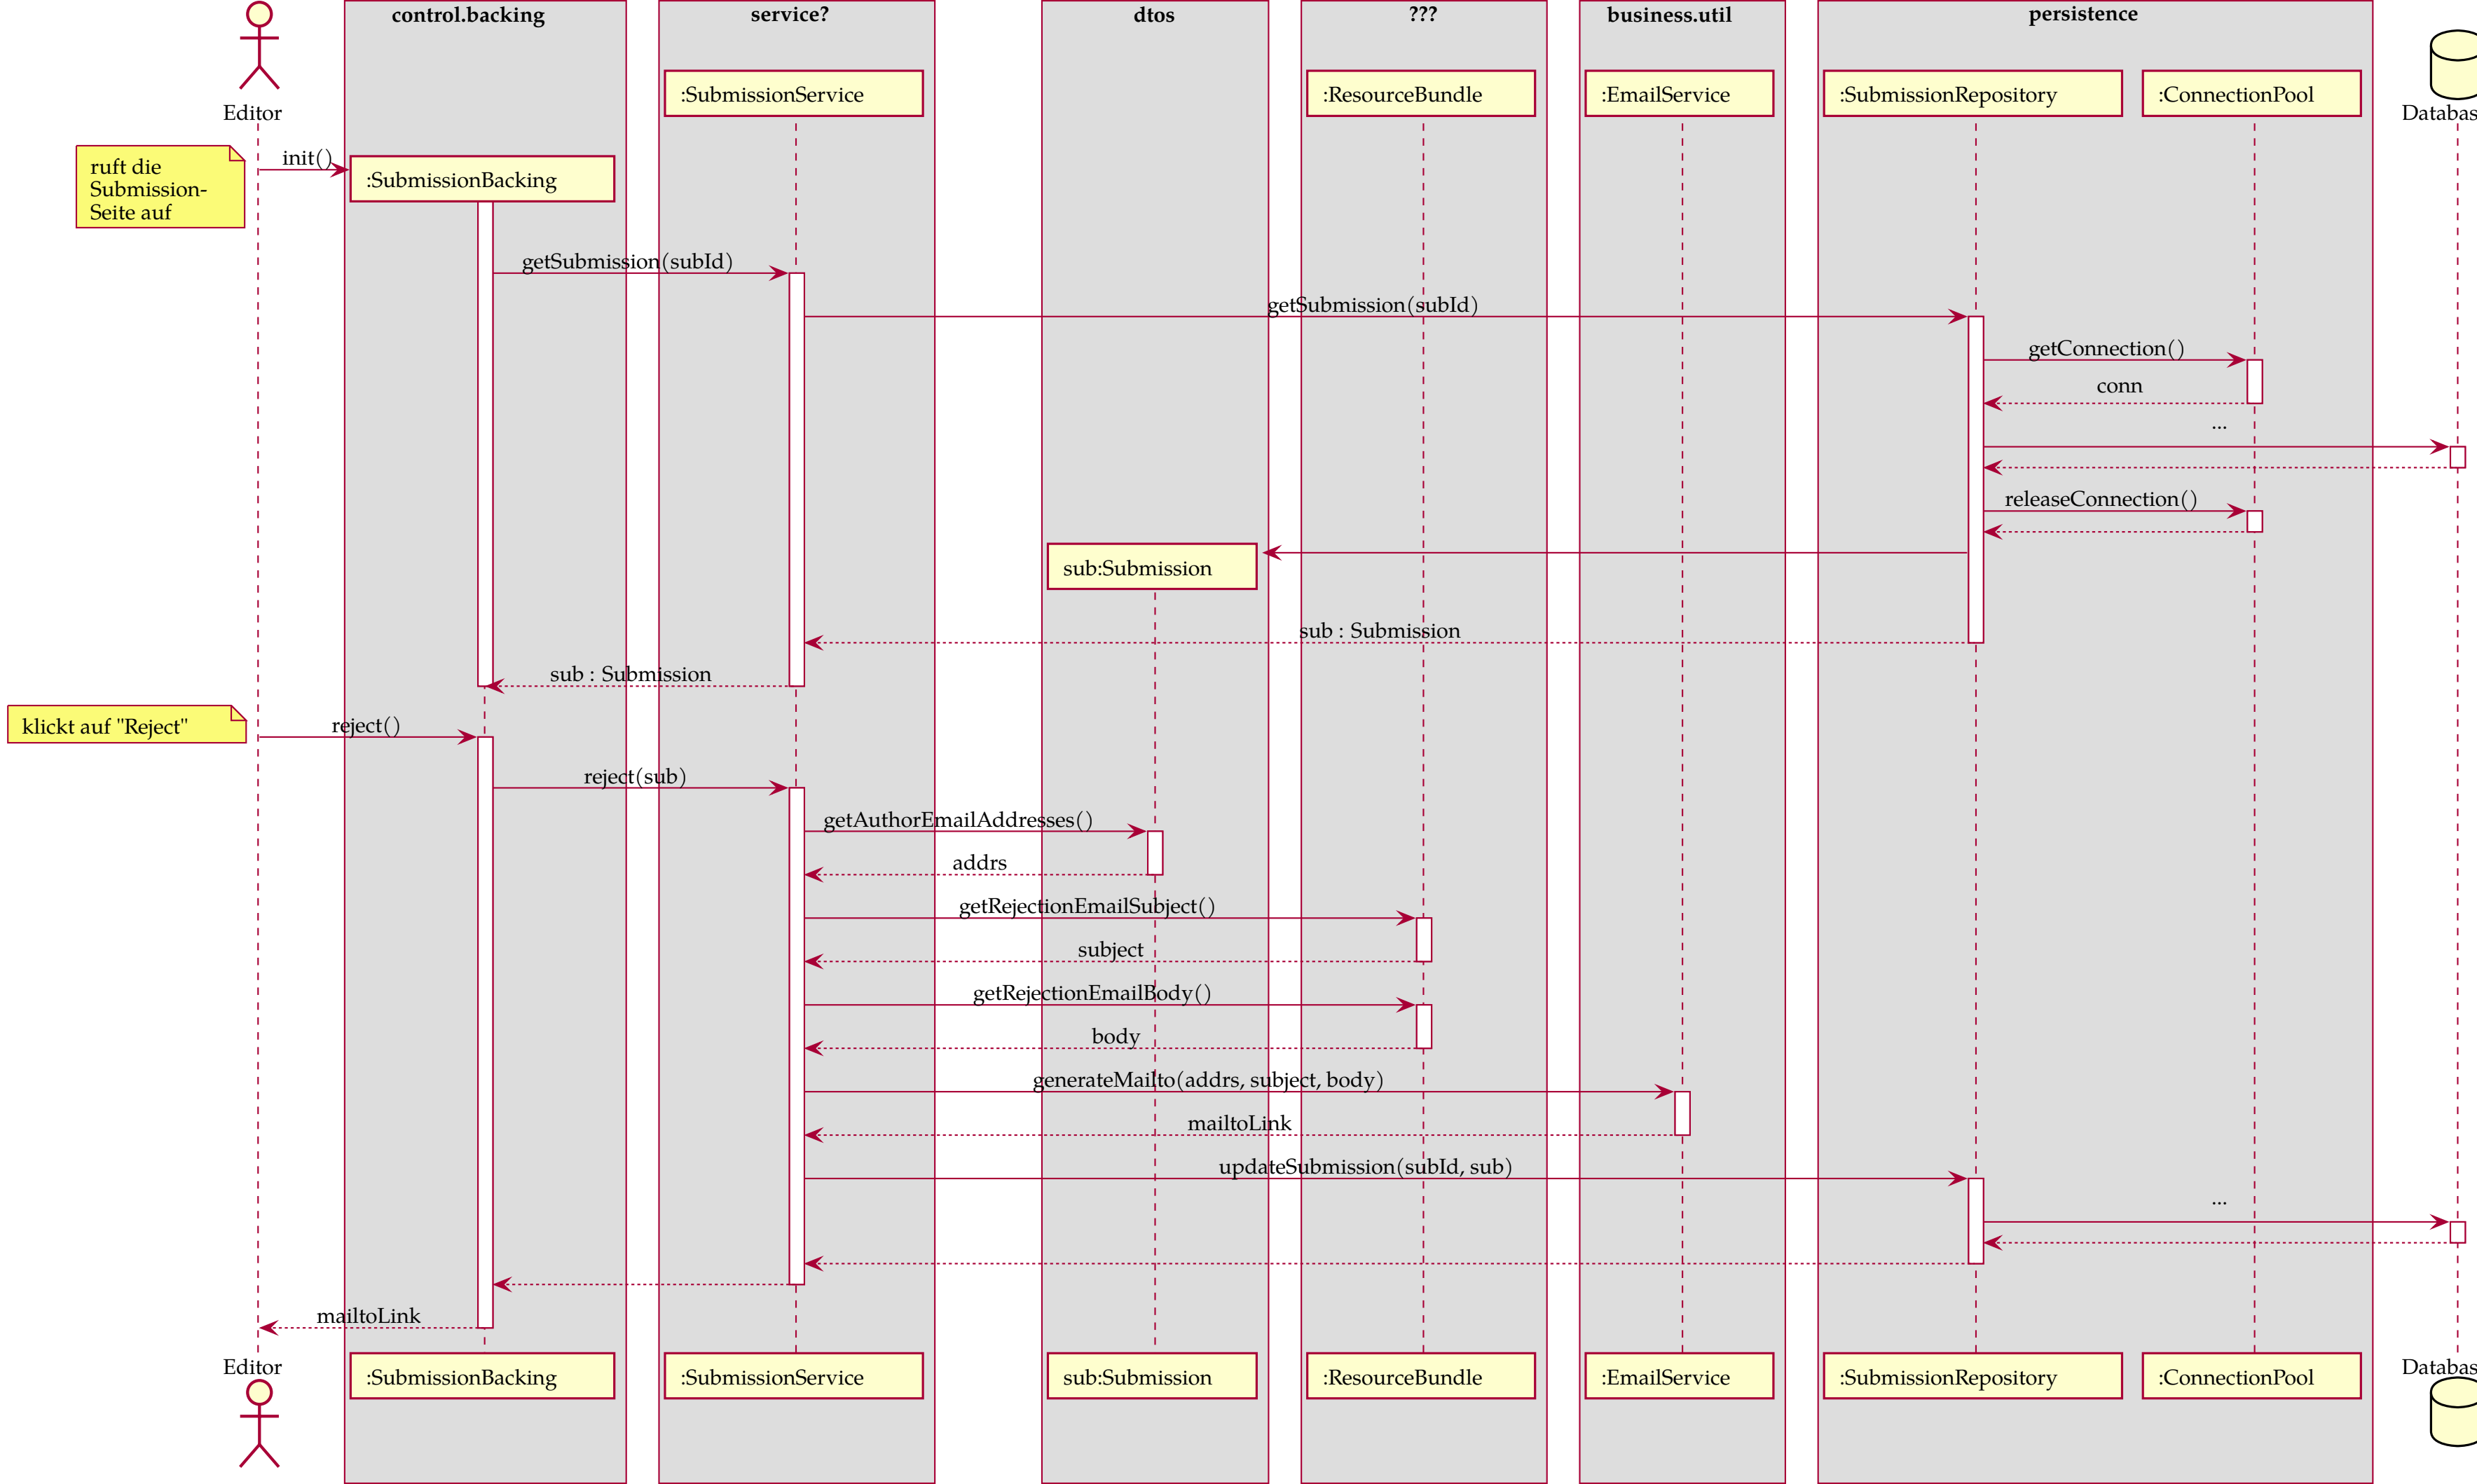 control.backing
service?
dtos
???
business.util
persistence
:SubmissionService
:ResourceBundle
:EmailService
:SubmissionRepository
:ConnectionPool
Editor
Databas
ruft die
Submission-
Seite auf
init()
:SubmissionBacking
getSubmission(subId)
getSubmission(subId)
getConnection()
conn
...
releaseConnection()
sub:Submission
sub : Submission
sub : Submission
klickt auf "Reject"
reject()
reject(sub)
getAuthorEmailAddresses()
addrs
getRejectionEmailSubject()
subject
getRejectionEmailBody()
body
generateMailto(addrs, subject, body)
mailtoLink
updateSubmission(subId, sub)
...
mailtoLink
Editor
:SubmissionBacking
:SubmissionService
sub:Submission
:ResourceBundle
:EmailService
:SubmissionRepository
:ConnectionPool
Databas